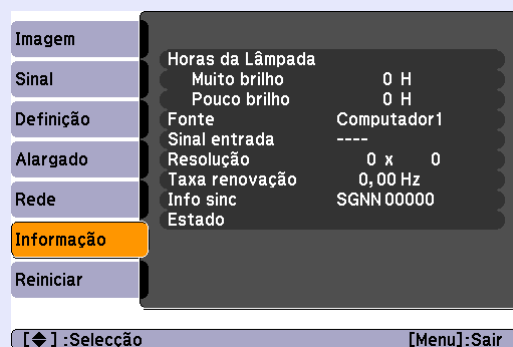 Imagem
Sinal
Definição
Alargado
Rede
Informação
Reiniciar
Horas da Lâmpada
Muito brilho 0 H
Pouco brilho 0 H
Fonte Computador1
Sinal entrada ----
Resolução 0 x 0
Taxa renovação 0,00 Hz
Info sinc SGNN 00000
Estado
[◆] :Selecção [Menu]:Sair